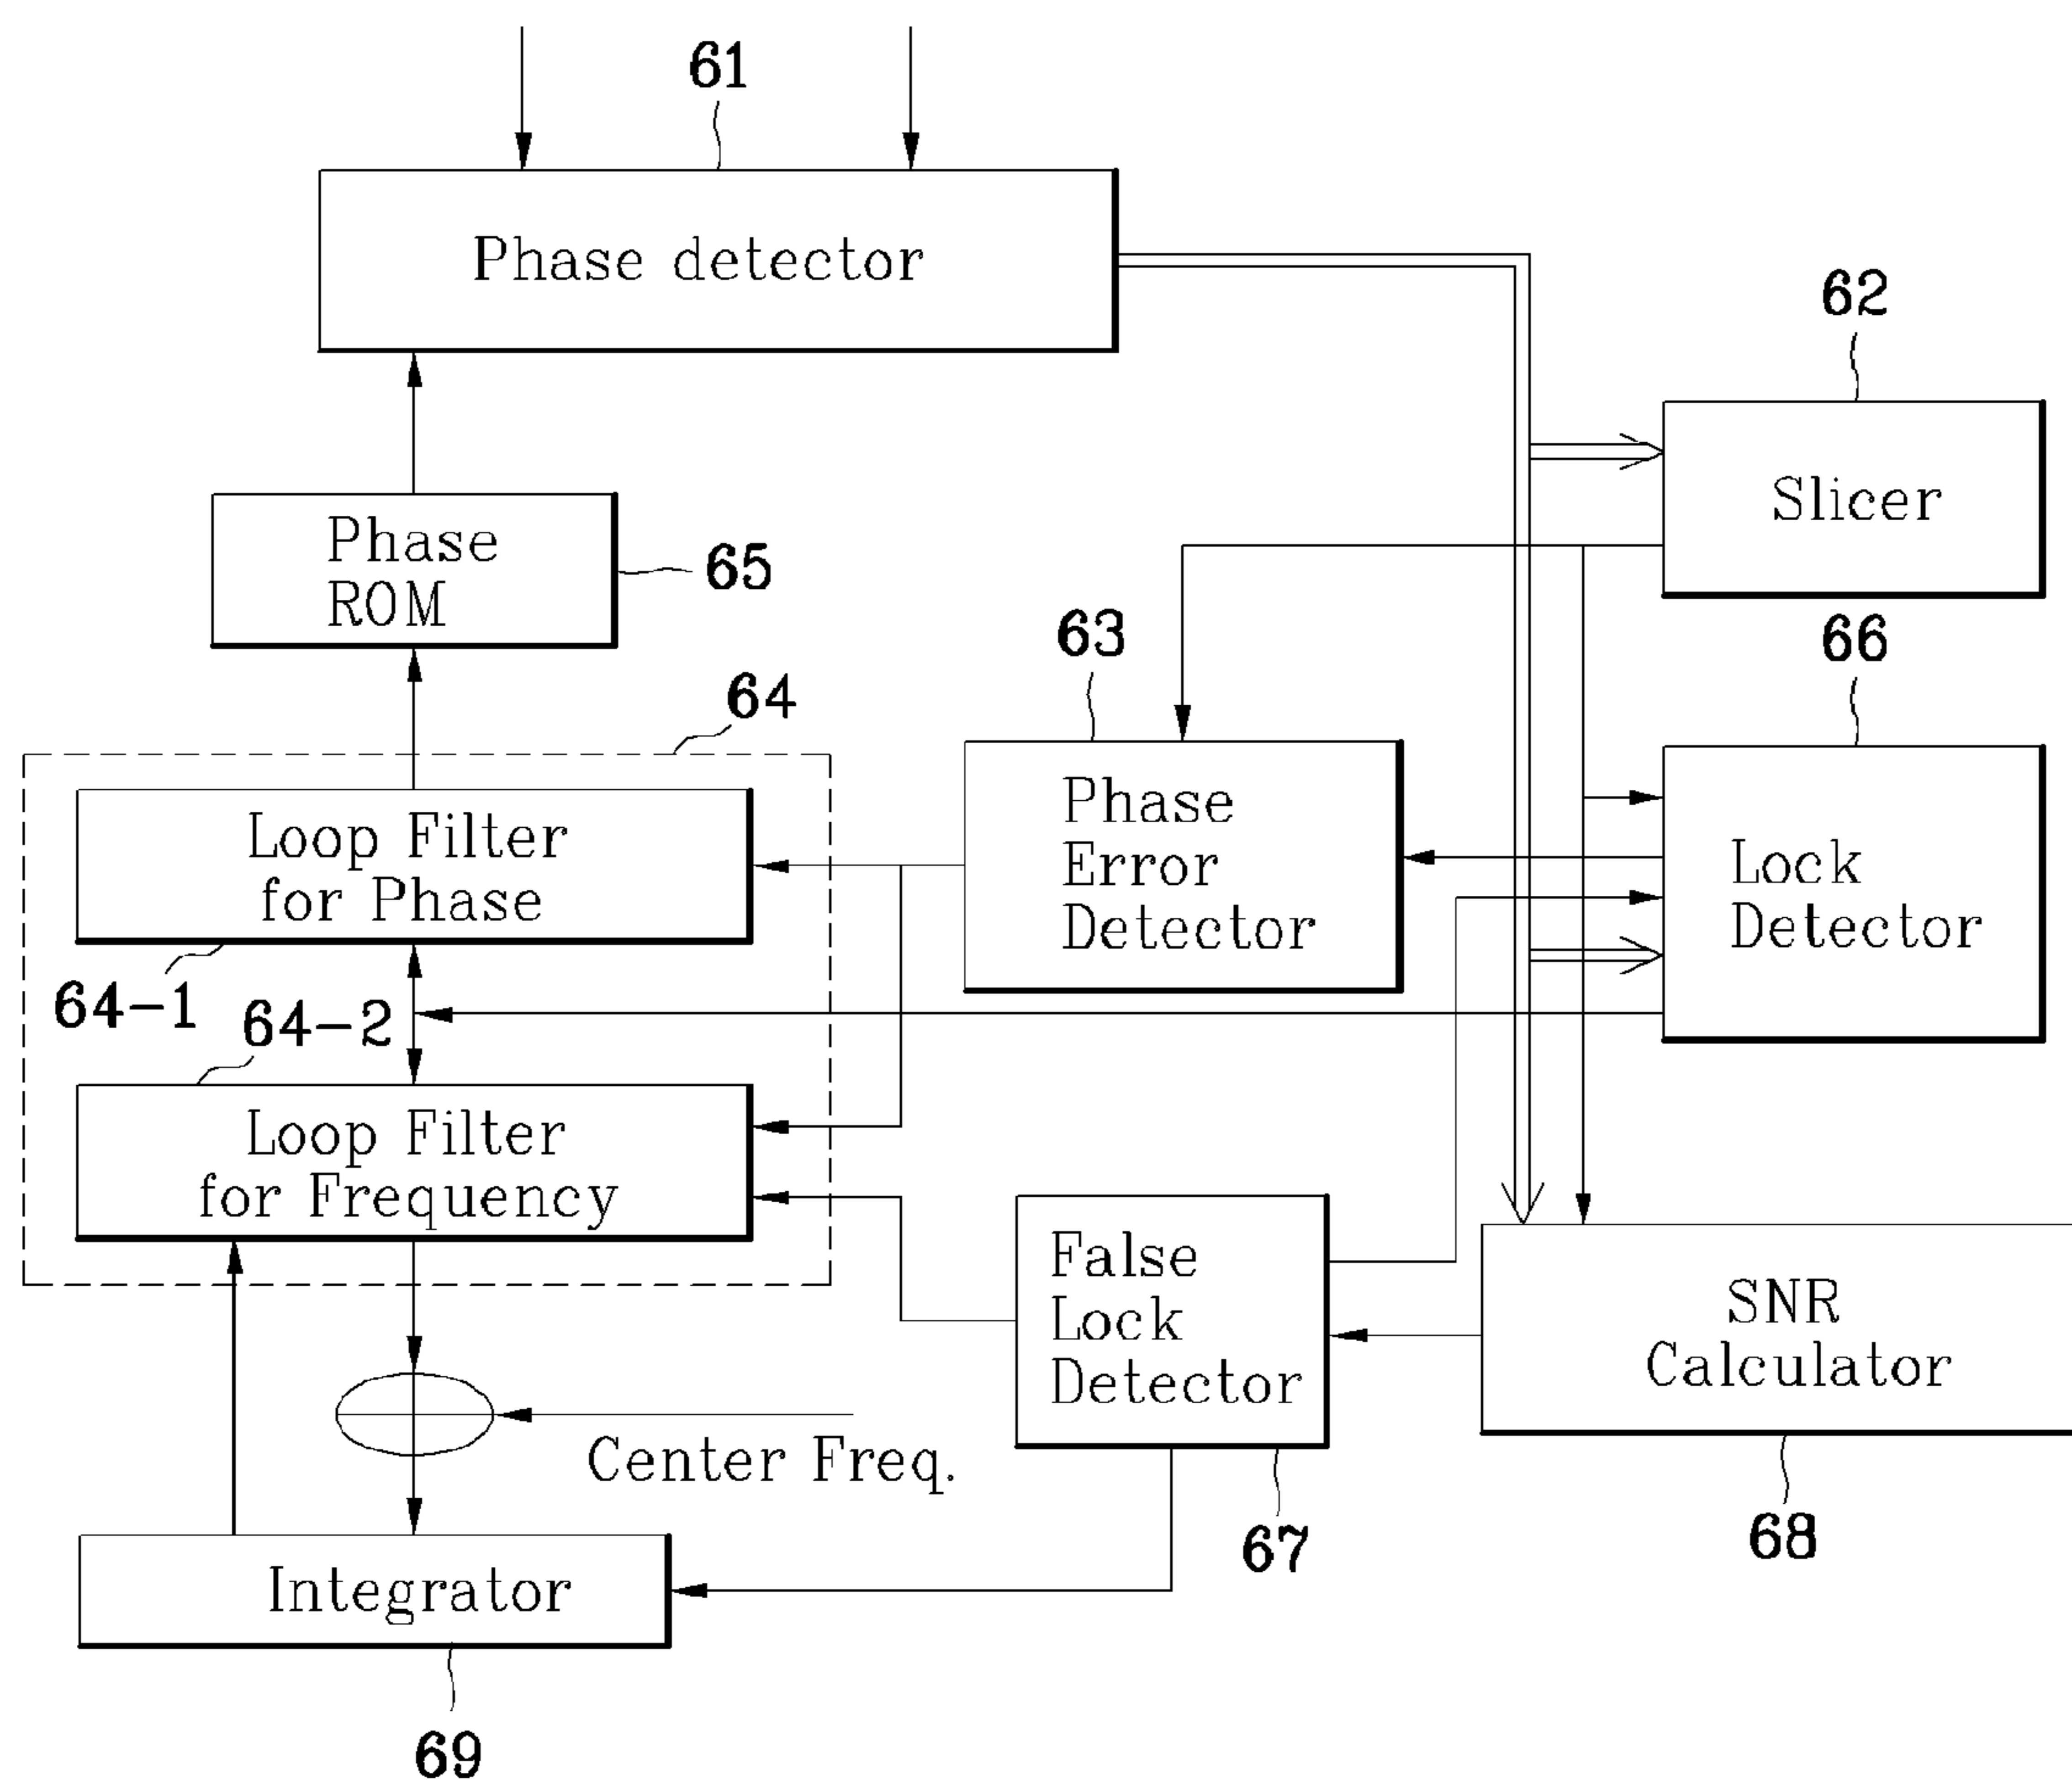 61
Phase detector
62
Slicer
Phase
ROM
65
63
66
64
Phase
Error
Detector
Loop Filter
for Phase
Lock
Detector
64-1
64-2
Loop Filter
for Frequency
False
Lock
Detector
SNR
Calculator
Center Freq.
67
68
Integrator
69